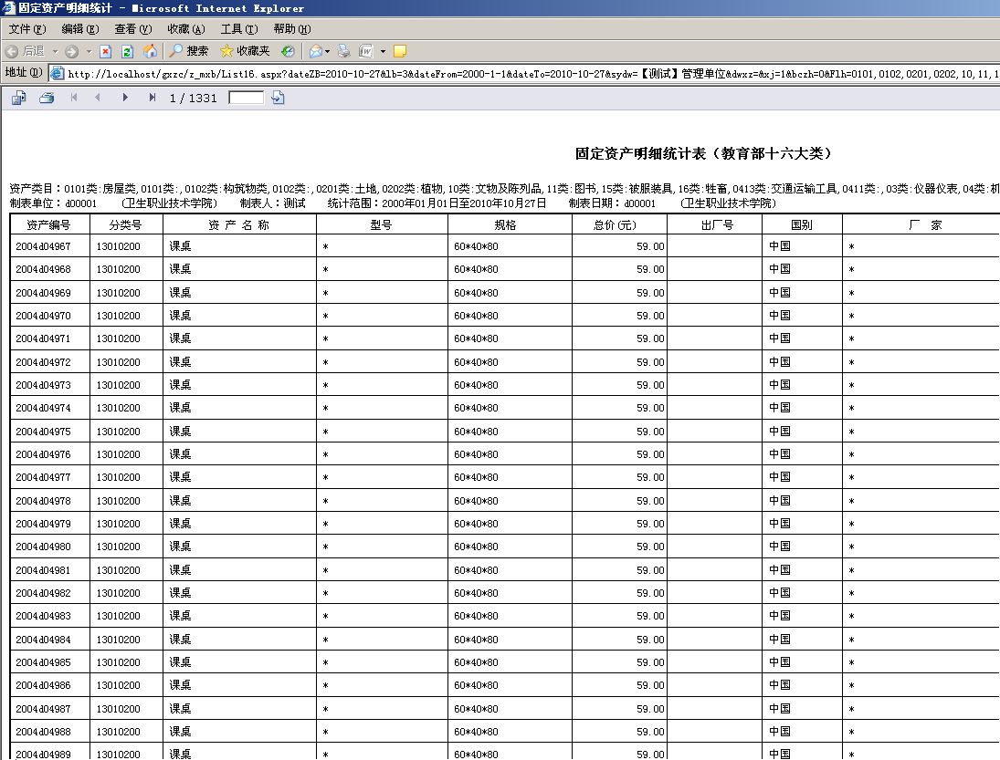 固定资产明细统计 - Microsoft Internet Explorer
文件(F) 编辑(E) 查看(V) 收藏(A) 工具(T) 帮助(H)
后退 搜索 收藏夹
地址(D) http://localhost/gxzc/z_mxb/List16.aspx?dateZB=2010-10-27&lb=3&dateFrom=2000-1-1&dateTo=2010-10-27&sydw=【测试】管理单位&dwxz=&xj=1&bczh=0&Flh=0101,0102,0201,0202,10,11,1
1 / 1331
固定资产明细统计表（教育部十六大类）
资产类目：0101类:房屋类,0101类:,0102类:构筑物类,0102类:,0201类:土地,0202类:植物,10类:文物及陈列品,11类:图书,15类:被服装具,16类:牲畜,0413类:交通运输工具,0411类:,03类:仪器仪表,04类:机
制表单位：d00001 （卫生职业技术学院） 制表人：测试 统计范围：2000年01月01日至2010年10月27日 制表日期：d00001 （卫生职业技术学院）
资产编号 分类号 资 产 名 称 型号 规格 总价(元) 出厂号 国别 厂 家
2004d04967 13010200 课桌 * 60*40*80 59.00 中国 *
2004d04968 13010200 课桌 * 60*40*80 59.00 中国 *
2004d04969 13010200 课桌 * 60*40*80 59.00 中国 *
2004d04970 13010200 课桌 * 60*40*80 59.00 中国 *
2004d04971 13010200 课桌 * 60*40*80 59.00 中国 *
2004d04972 13010200 课桌 * 60*40*80 59.00 中国 *
2004d04973 13010200 课桌 * 60*40*80 59.00 中国 *
2004d04974 13010200 课桌 * 60*40*80 59.00 中国 *
2004d04975 13010200 课桌 * 60*40*80 59.00 中国 *
2004d04976 13010200 课桌 * 60*40*80 59.00 中国 *
2004d04977 13010200 课桌 * 60*40*80 59.00 中国 *
2004d04978 13010200 课桌 * 60*40*80 59.00 中国 *
2004d04979 13010200 课桌 * 60*40*80 59.00 中国 *
2004d04980 13010200 课桌 * 60*40*80 59.00 中国 *
2004d04981 13010200 课桌 * 60*40*80 59.00 中国 *
2004d04982 13010200 课桌 * 60*40*80 59.00 中国 *
2004d04983 13010200 课桌 * 60*40*80 59.00 中国 *
2004d04984 13010200 课桌 * 60*40*80 59.00 中国 *
2004d04985 13010200 课桌 * 60*40*80 59.00 中国 *
2004d04986 13010200 课桌 * 60*40*80 59.00 中国 *
2004d04987 13010200 课桌 * 60*40*80 59.00 中国 *
2004d04988 13010200 课桌 * 60*40*80 59.00 中国 *
2004d04989 13010200 课桌 * 60*40*80 59.00 中国 *